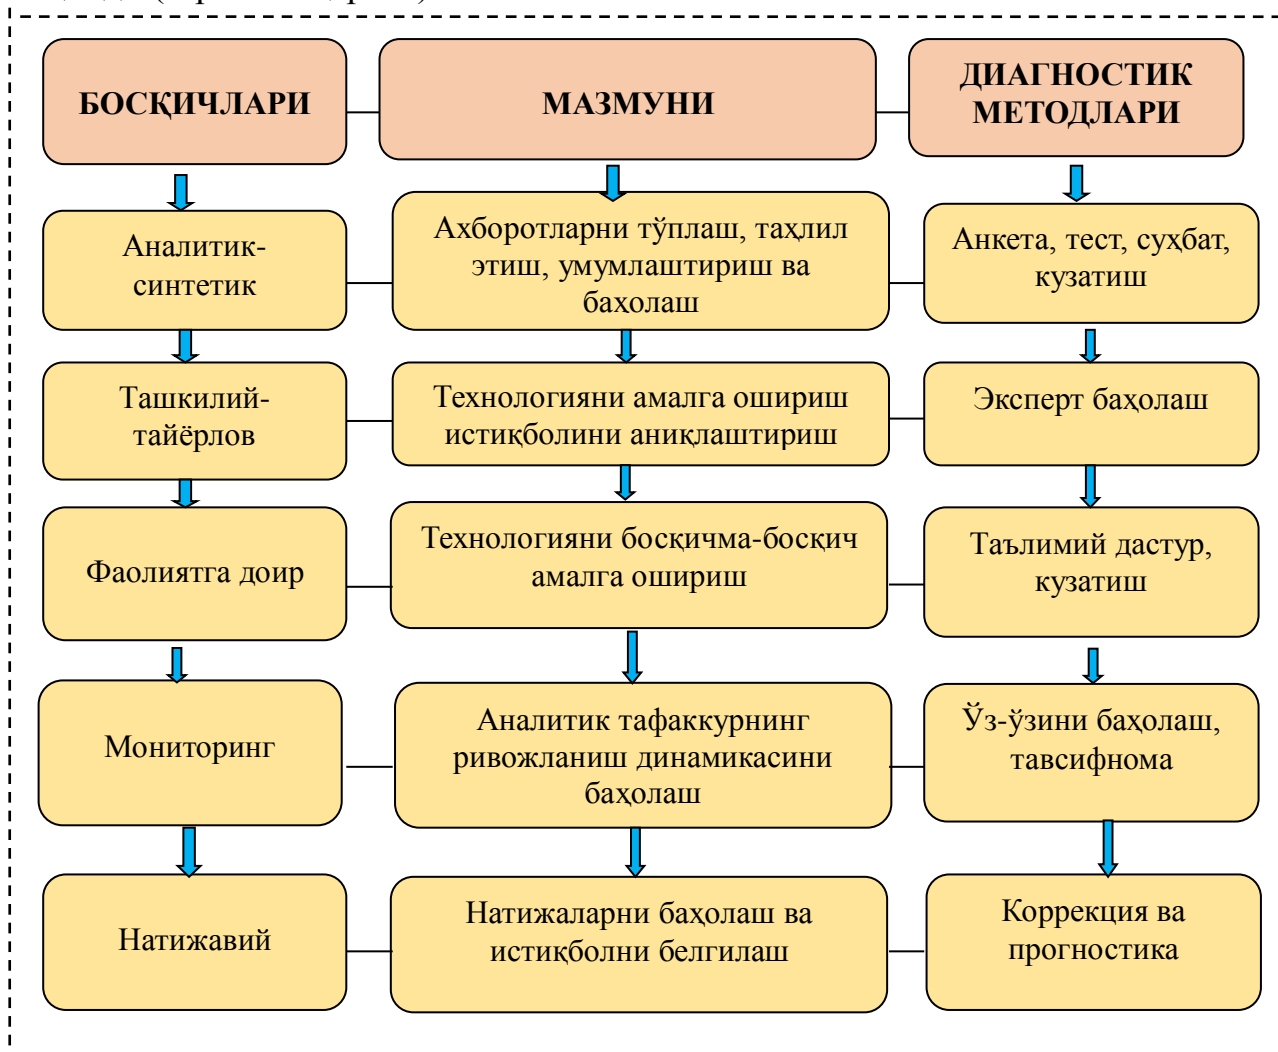 БОСҚИЧЛАРИ
МАЗМУНИ
ДИАГНОСТИК
МЕТОДЛАРИ
Аналитик-
синтетик
Ахборотларни тўплаш, таҳлил
этиш, умумлаштириш ва
баҳолаш
Анкета, тест, суҳбат,
кузатиш
Ташкилий-
тайёрлов
Технологияни амалга ошириш
истиқболини аниқлаштириш
Эксперт баҳолаш
Фаолиятга доир
Технологияни босқичма-босқич
амалга ошириш
Таълимий дастур,
кузатиш
Мониторинг
Аналитик тафаккурнинг
ривожланиш динамикасини
баҳолаш
Ўз-ўзини баҳолаш,
тавсифнома
Натижавий
Натижаларни баҳолаш ва
истиқболни белгилаш
Коррекция ва
прогностика